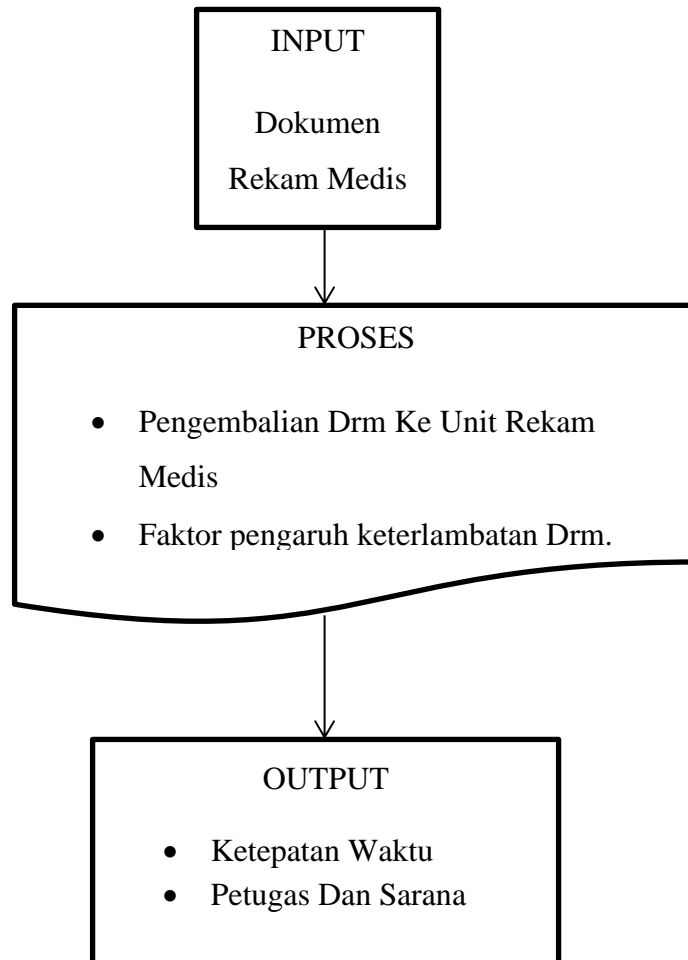 INPUT
Dokumen
Rekam Medis
PROSES
• Pengembalian Drm Ke Unit Rekam
Medis
• Faktor pengaruh keterlambatan Drm.
OUTPUT
• Ketepatan Waktu
• Petugas Dan Sarana